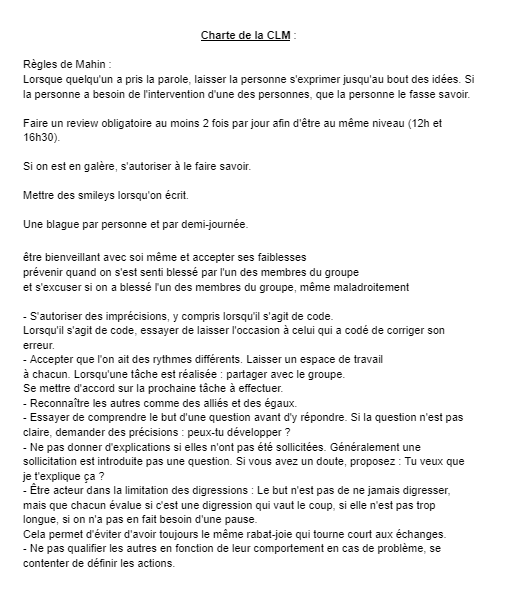 Charte de la CLM :
Règles de Mahin :
Lorsque quelqu'un a pris la parole, laisser la personne s'exprimer jusqu'au bout des idées. Si
la personne a besoin de l'intervention d'une des personnes, que la personne le fasse savoir.
Faire un review obligatoire au moins 2 fois par jour afin d'être au même niveau (12h et
16h30).
Si on est en galère, s'autoriser à le faire savoir.
Mettre des smileys lorsqu'on écrit.
Une blague par personne et par demi-journée.
être bienveillant avec soi même et accepter ses faiblesses
prévenir quand on s'est senti blessé par l'un des membres du groupe
et s'excuser si on a blessé l'un des membres du groupe, même maladroitement
- S'autoriser des imprécisions, y compris lorsqu'il s'agit de code.
Lorsqu'il s'agit de code, essayer de laisser l'occasion à celui qui a codé de corriger son
erreur.
- Accepter que l'on ait des rythmes différents. Laisser un espace de travail
à chacun. Lorsqu'une tâche est réalisée : partager avec le groupe.
Se mettre d'accord sur la prochaine tâche à effectuer.
- Reconnaître les autres comme des alliés et des égaux.
- Essayer de comprendre le but d'une question avant d'y répondre. Si la question n'est pas
claire, demander des précisions : peux-tu développer ?
- Ne pas donner d'explications si elles n'ont pas été sollicitées. Généralement une
sollicitation est introduite pas une question. Si vous avez un doute, proposez : Tu veux que
je t'explique ça ?
- Être acteur dans la limitation des digressions : Le but n'est pas de ne jamais digresser,
mais que chacun évalue si c'est une digression qui vaut le coup, si elle n'est pas trop
longue, si on n'a pas en fait besoin d'une pause.
Cela permet d'éviter d'avoir toujours le même rabat-joie qui tourne court aux échanges.
- Ne pas qualifier les autres en fonction de leur comportement en cas de problème, se
contenter de définir les actions.